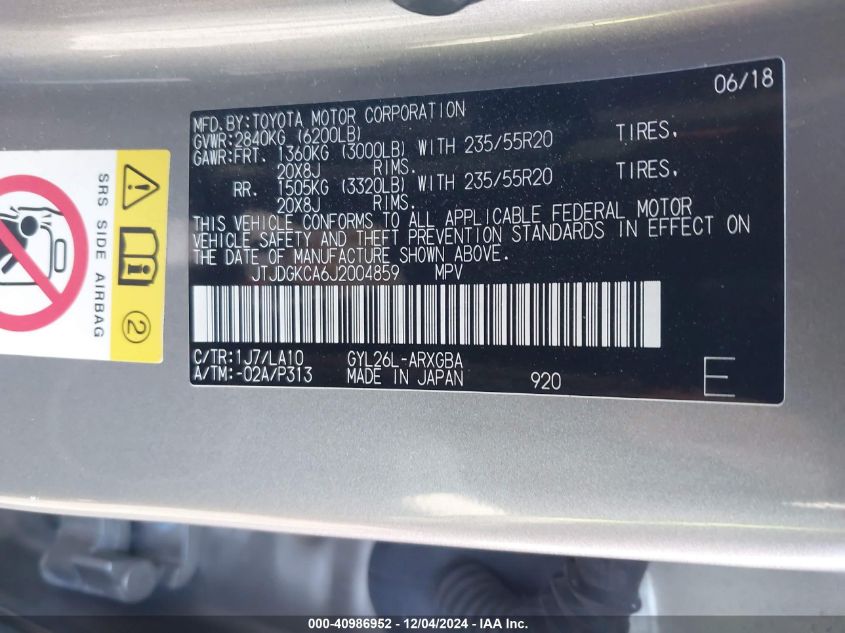 06/18
MFD.BY:TOYOTA MOTOR CORPORATION
GVWR:2840KG (6200LB)
GAWR:FRT. 1360KG (3000LB) WITH 235/55R20 TIRES,
20X8J RIMS.
RR. 1505KG (3320LB) WITH 235/55R20 TIRES,
20X8J RIMS.
THIS VEHICLE CONFORMS TO ALL APPLICABLE FEDERAL MOTOR
VEHICLE SAFETY AND THEFT PREVENTION STANDARDS IN EFFECT ON
THE DATE OF MANUFACTURE SHOWN ABOVE.
JTJDGKCA6J2004859 MPV
C/TR:1J7/LA10 GYL26L-ARXGBA
A/TM:-02A/P313 MADE IN JAPAN 920 E
SRS SIDE AIRBAG
2
000-40986952 - 12/04/2024 - IAA Inc.